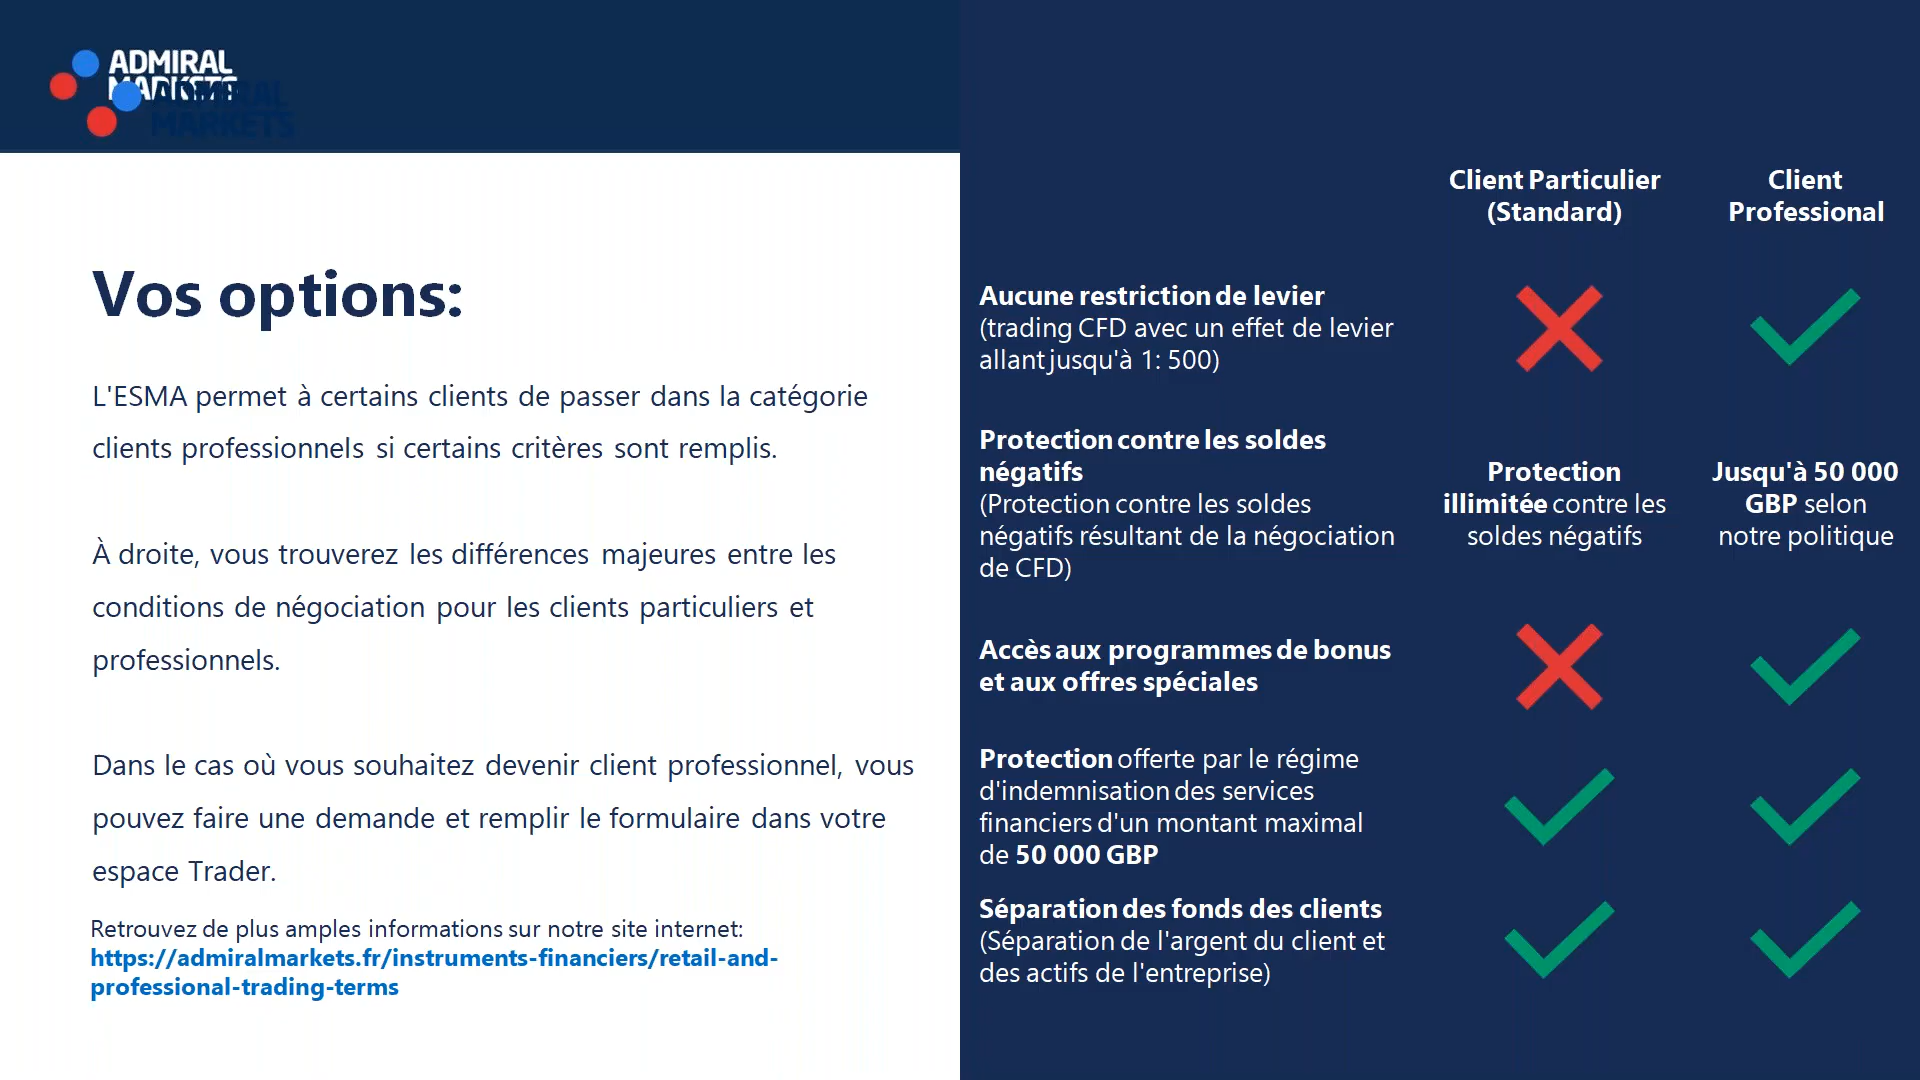 ADMIRAL
MARKETS
ADMIRAL
MARKETS
Vos options:
L'ESMA permet à certains clients de passer dans la catégorie
clients professionnels si certains critères sont remplis.
À droite, vous trouverez les différences majeures entre les
conditions de négociation pour les clients particuliers et
professionnels.
Dans le cas où vous souhaitez devenir client professionnel, vous
pouvez faire une demande et remplir le formulaire dans votre
espace Trader.
Retrouvez de plus amples informations sur notre site internet:
https://admiralmarkets.fr/instruments-financiers/retail-and-
professional-trading-terms
Client Particulier
(Standard)
Client
Professional
Aucune restriction de levier
(trading CFD avec un effet de levier
allant jusqu'à 1: 500)
Protection contre les soldes
négatifs
(Protection contre les soldes
négatifs résultant de la négociation
de CFD)
Protection
illimitée contre les
soldes négatifs
Jusqu'à 50 000
GBP selon
notre politique
Accès aux programmes de bonus
et aux offres spéciales
Protection offerte par le régime
d'indemnisation des services
financiers d'un montant maximal
de 50 000 GBP
Séparation des fonds des clients
(Séparation de l'argent du client et
des actifs de l'entreprise)